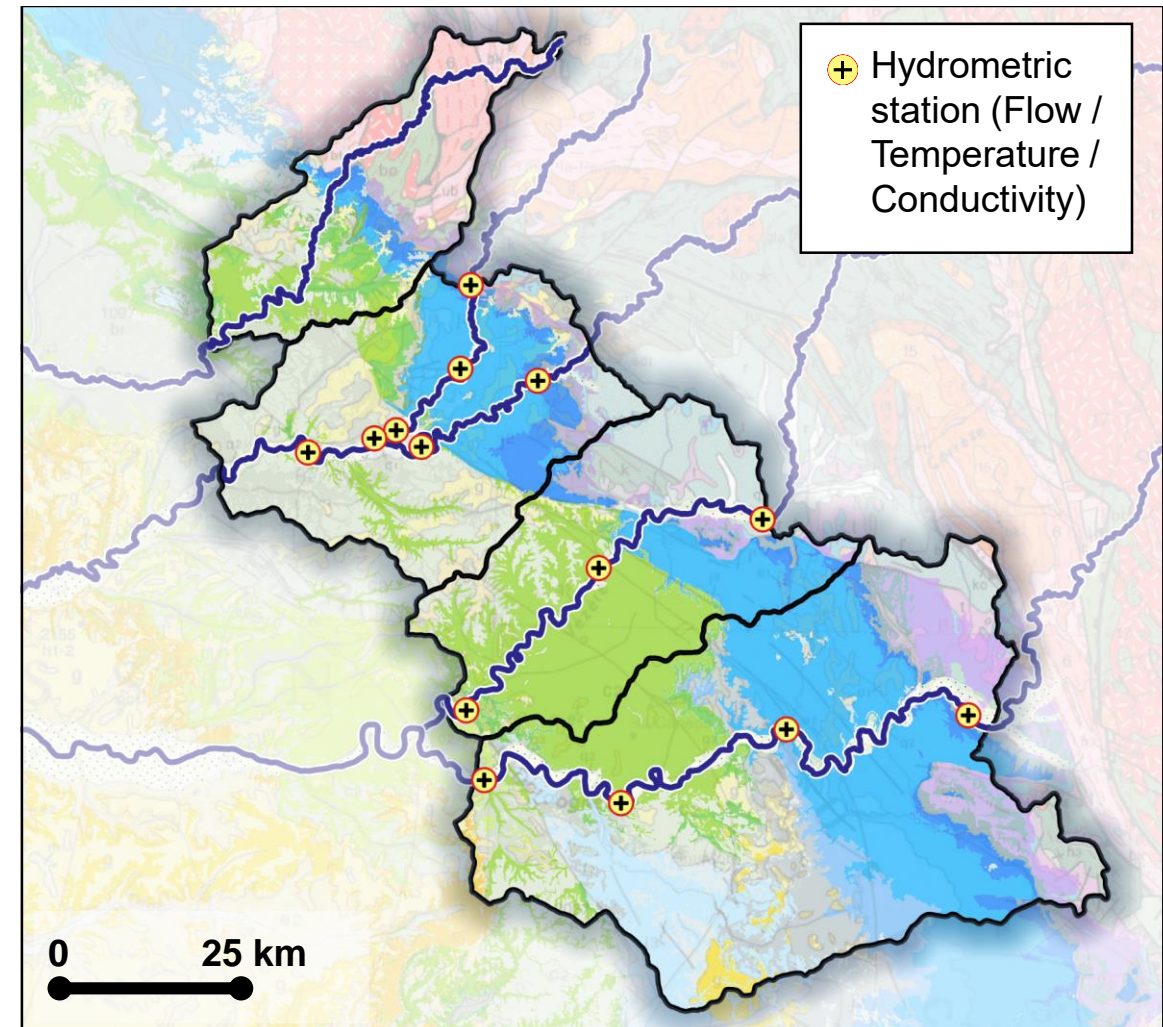 Hydrometric
station (Flow /
Temperature /
Conductivity)
0 25 km